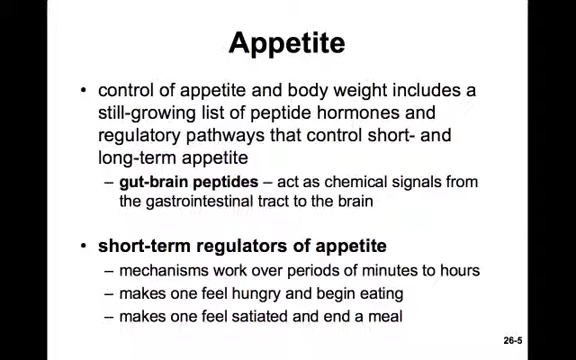 Appetite
• control of appetite and body weight includes a
still-growing list of peptide hormones and
regulatory pathways that control short- and
long-term appetite
– gut-brain peptides – act as chemical signals from
the gastrointestinal tract to the brain
• short-term regulators of appetite
– mechanisms work over periods of minutes to hours
– makes one feel hungry and begin eating
– makes one feel satiated and end a meal
26-5